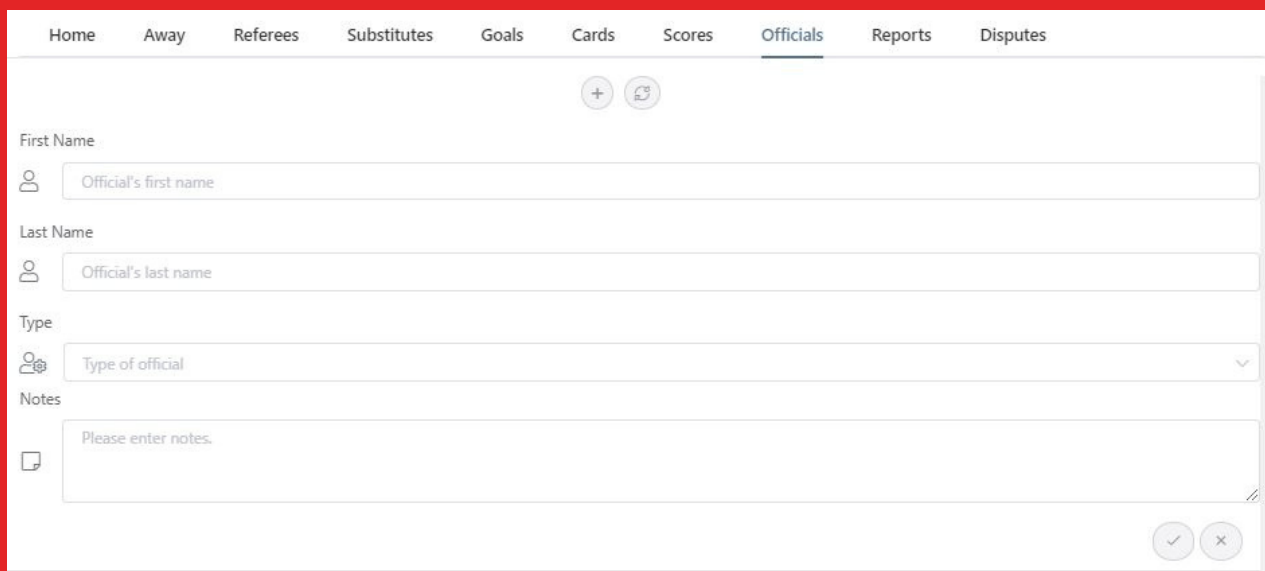 Home Away Referees Substitutes Goals Cards Scores Officials Reports Disputes
First Name
Official's first name
Last Name
Official's last name
Type
Type of official
Notes
Please enter notes.